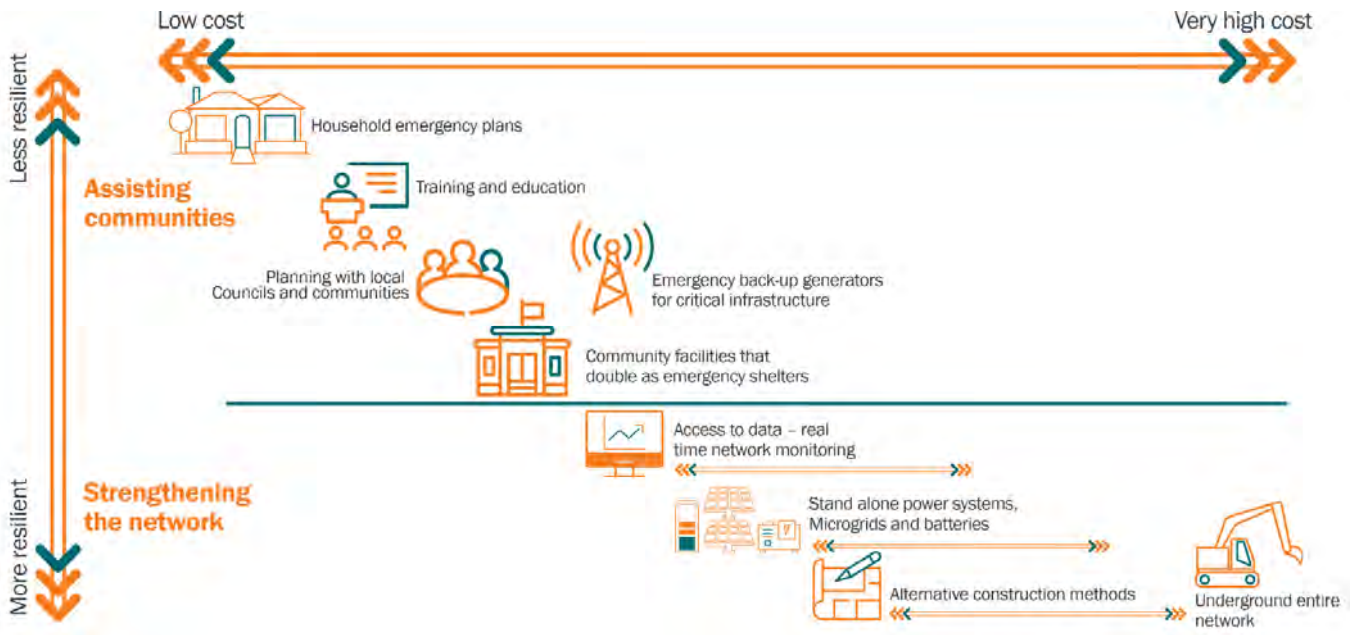 Low cost
Very high cost
Less resilient
Household emergency plans
Assisting
communities
Training and education
Planning with local
Councils and communities
Emergency back-up generators
for critical infrastructure
Community facilities that
double as emergency shelters
Access to data – real
time network monitoring
Strengthening
the network
Stand alone power systems,
Microgrids and batteries
More resilient
Alternative construction methods
Underground entire
network